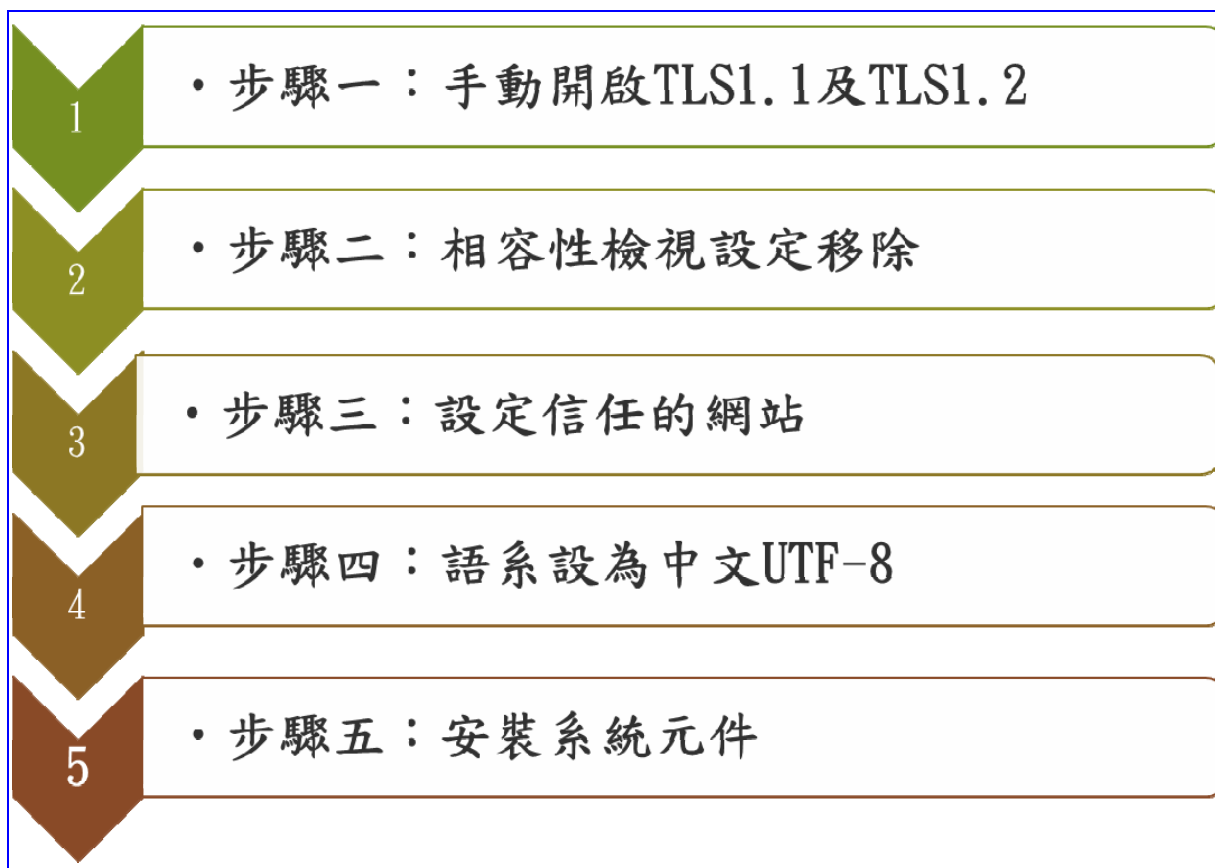 1
・步驟一：手動開啟TLS1.1及TLS1.2
2
・步驟二：相容性檢視設定移除
3
・步驟三：設定信任的網站
4
・步驟四：語系設為中文UTF-8
5
・步驟五：安裝系統元件